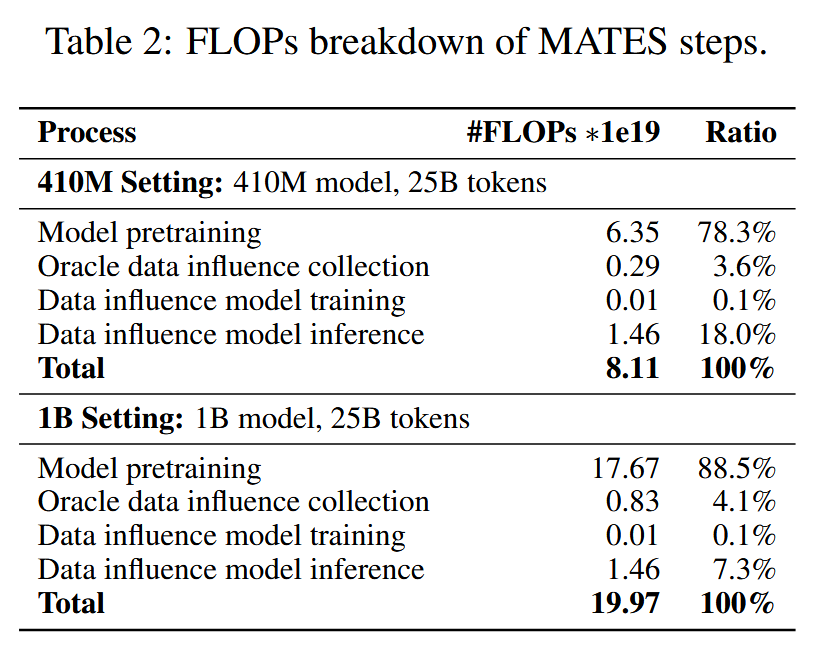 Table 2: FLOPs breakdown of MATES steps.
Process #FLOPs ∗1e19 Ratio
410M Setting: 410M model, 25B tokens
Model pretraining 6.35 78.3%
Oracle data influence collection 0.29 3.6%
Data influence model training 0.01 0.1%
Data influence model inference 1.46 18.0%
Total 8.11 100%
1B Setting: 1B model, 25B tokens
Model pretraining 17.67 88.5%
Oracle data influence collection 0.83 4.1%
Data influence model training 0.01 0.1%
Data influence model inference 1.46 7.3%
Total 19.97 100%